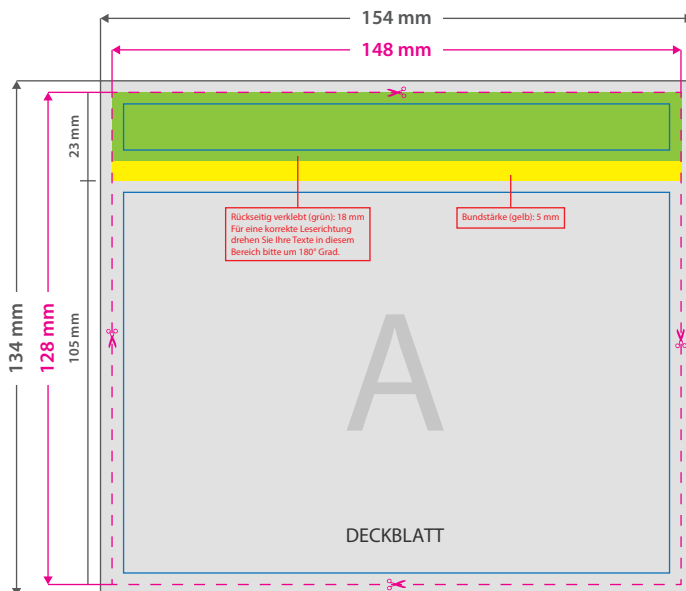 154 mm
148 mm
134 mm
128 mm
23 mm
105 mm
Rückseitig verklebt (grün): 18 mm
Für eine korrekte Leserichtung
drehen Sie Ihre Texte in diesem
Bereich bitte um 180° Grad.
Bundstärke (gelb): 5 mm
A
DECKBLATT